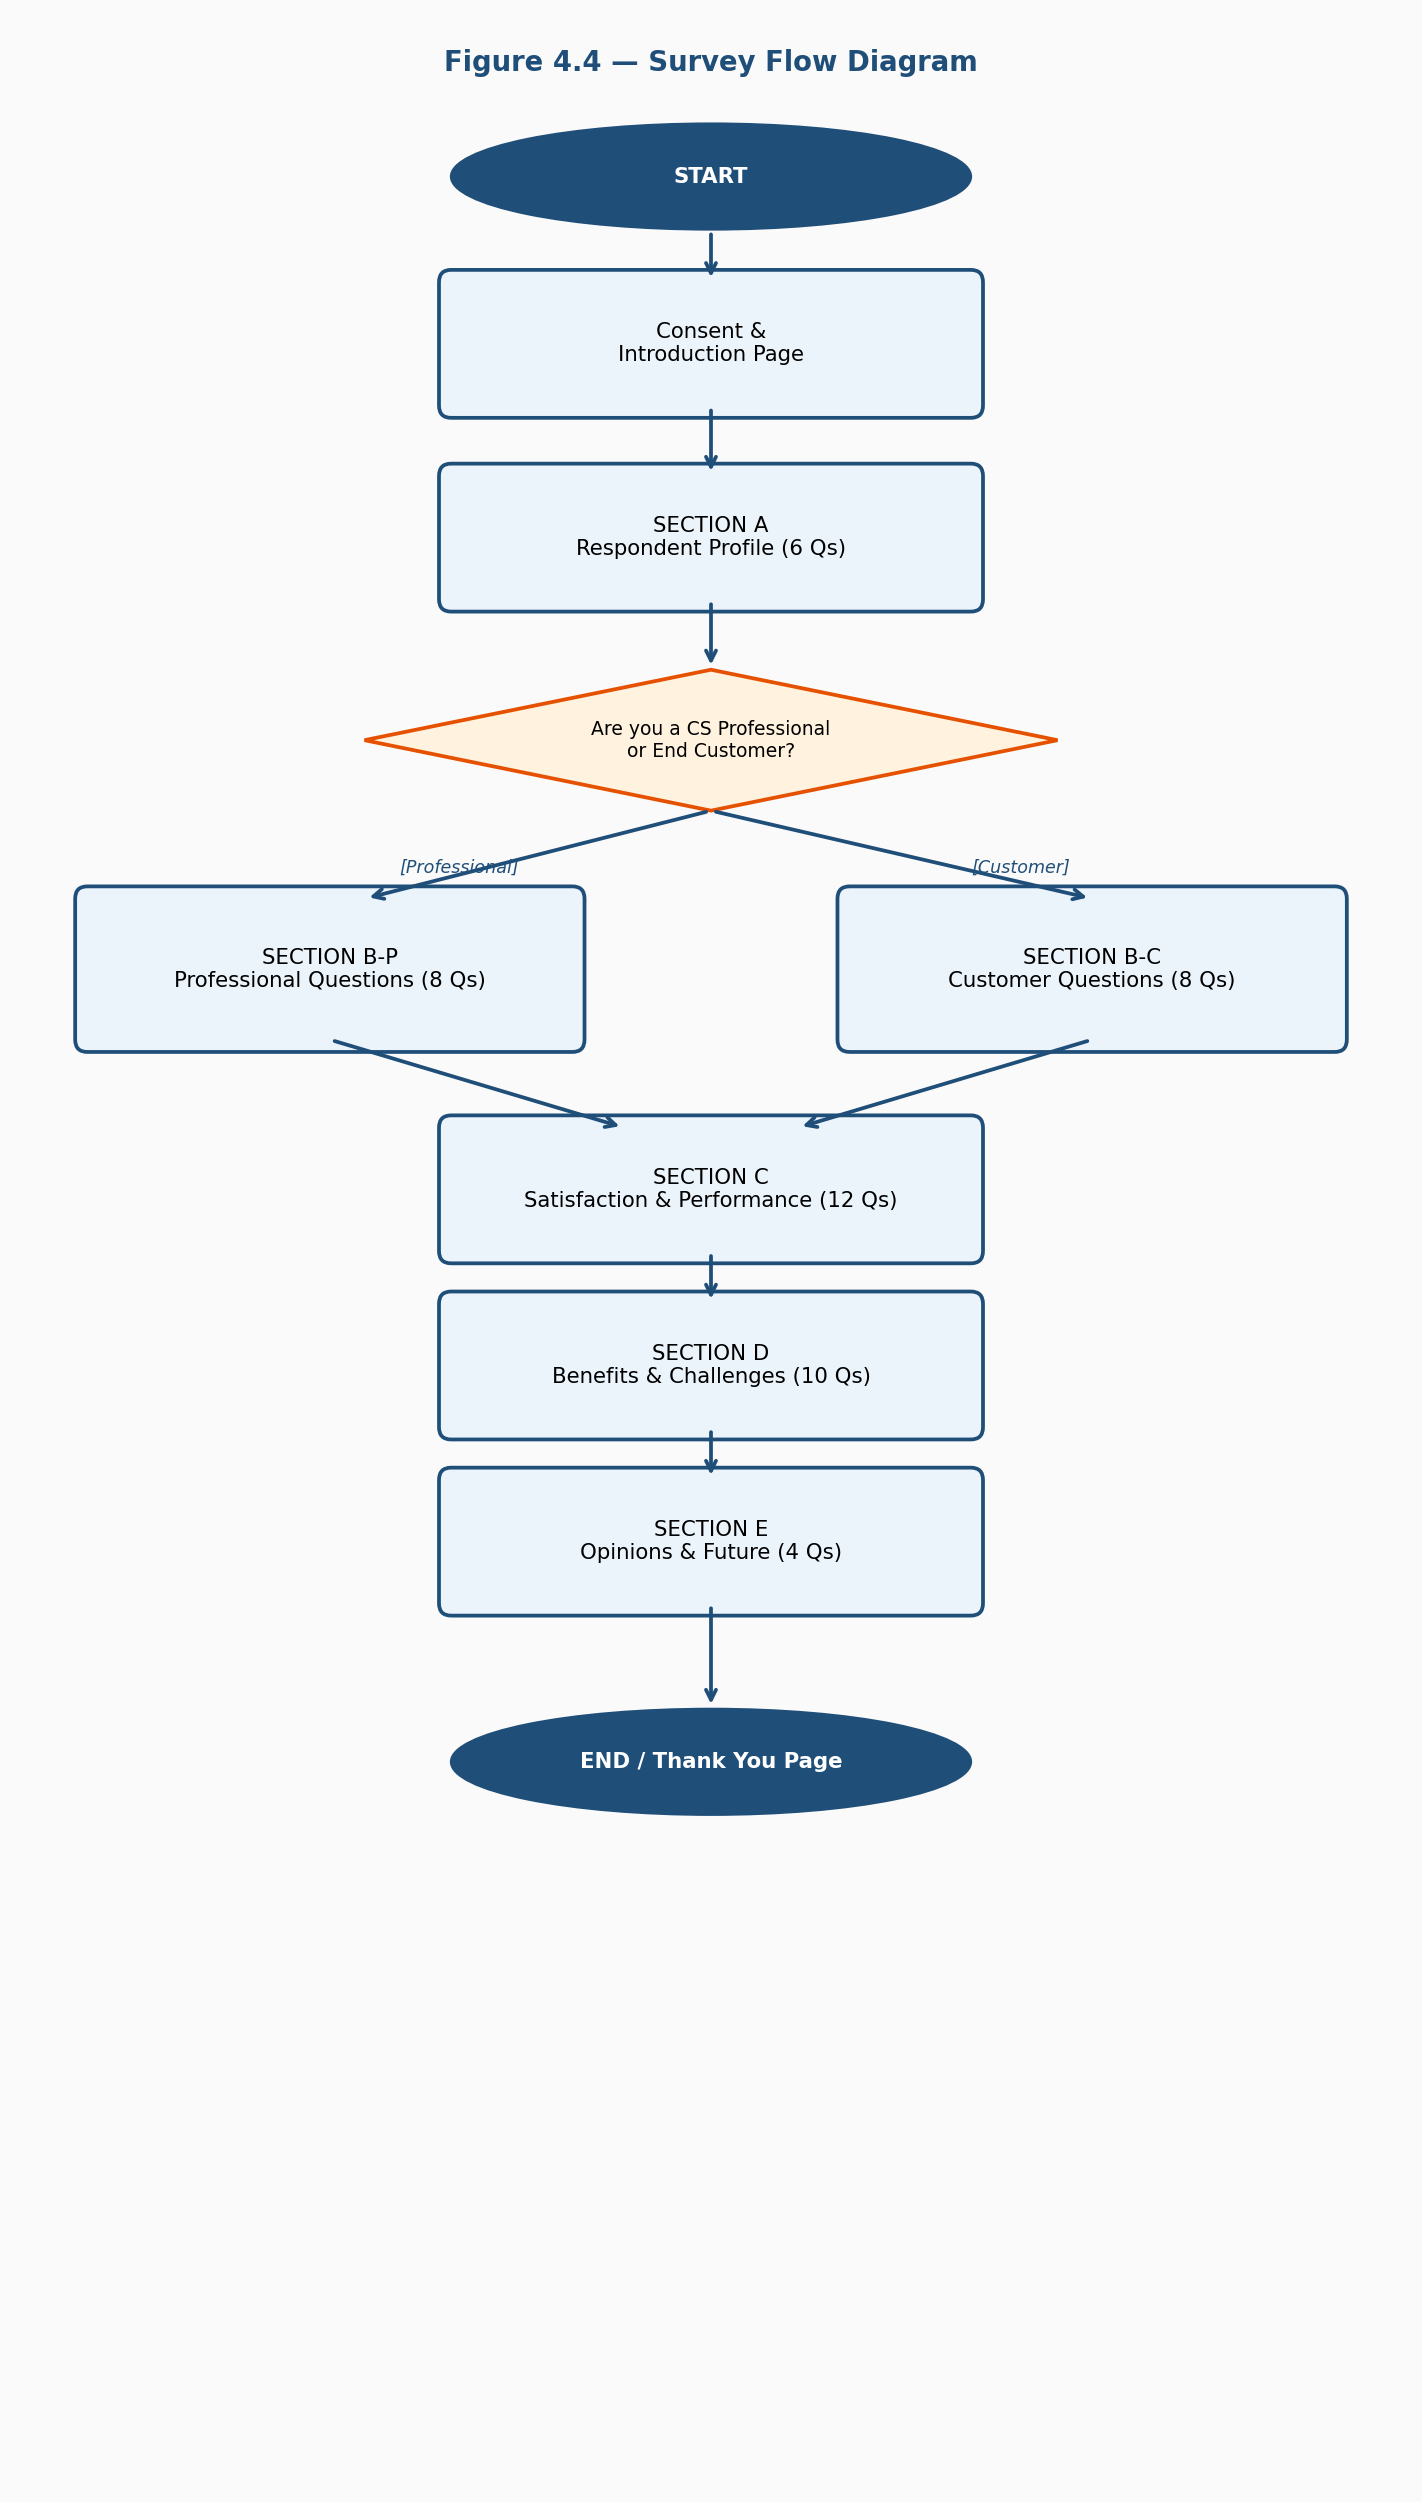 Figure 4.4 — Survey Flow Diagram
START
Consent &
Introduction Page
SECTION A
Respondent Profile (6 Qs)
Are you a CS Professional
or End Customer?
[Professional]
[Customer]
SECTION B-P
Professional Questions (8 Qs)
SECTION B-C
Customer Questions (8 Qs)
SECTION C
Satisfaction & Performance (12 Qs)
SECTION D
Benefits & Challenges (10 Qs)
SECTION E
Opinions & Future (4 Qs)
END / Thank You Page